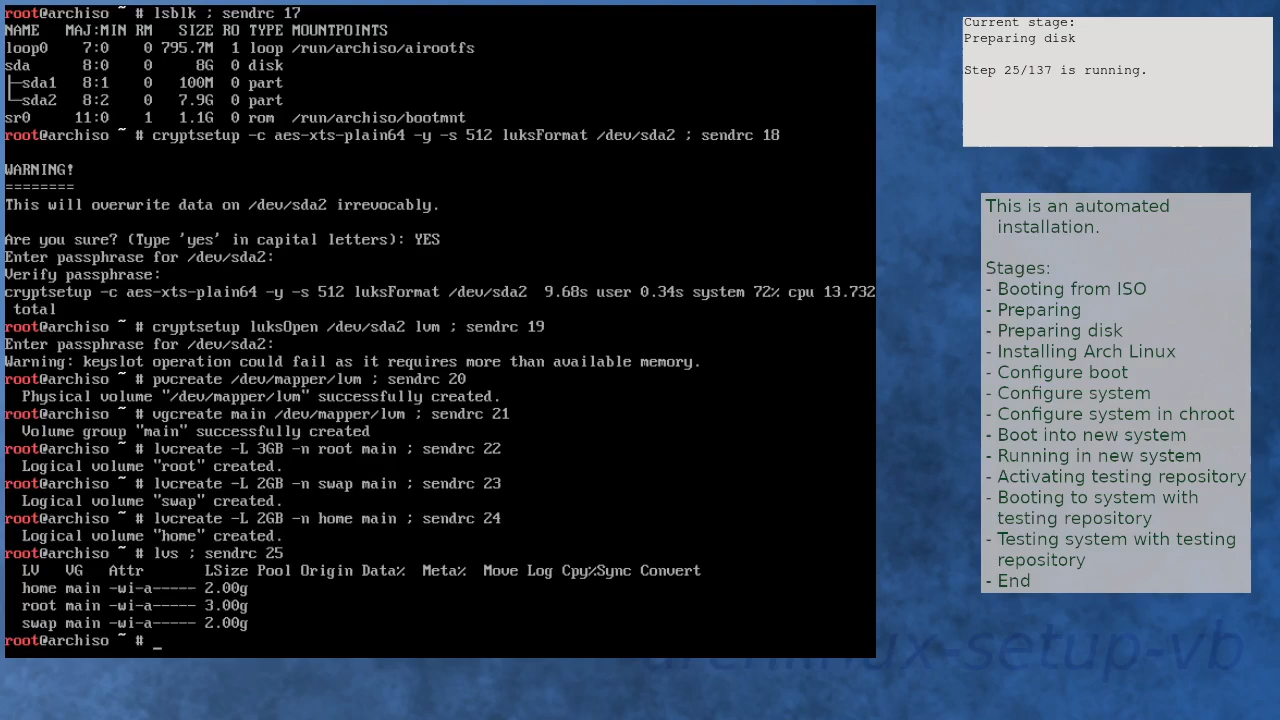 root@archiso ~ # lsblk ; sendrc 17
NAME   MAJ:MIN RM   SIZE RO TYPE MOUNTPOINTS
loop0    7:0    0 795.7M  1 loop /run/archiso/airootfs
sda      8:0    0     8G  0 disk
├─sda1   8:1    0   100M  0 part
└─sda2   8:2    0   7.9G  0 part
sr0     11:0    1   1.1G  0 rom  /run/archiso/bootmnt
root@archiso ~ # cryptsetup -c aes-xts-plain64 -y -s 512 luksFormat /dev/sda2 ; sendrc 18
WARNING!
========
This will overwrite data on /dev/sda2 irrevocably.
Are you sure? (Type 'yes' in capital letters): YES
Enter passphrase for /dev/sda2:
Verify passphrase:
cryptsetup -c aes-xts-plain64 -y -s 512 luksFormat /dev/sda2  9.68s user 0.34s system 72% cpu 13.732
 total
root@archiso ~ # cryptsetup luksOpen /dev/sda2 lvm ; sendrc 19
Enter passphrase for /dev/sda2:
Warning: keyslot operation could fail as it requires more than available memory.
root@archiso ~ # pvcreate /dev/mapper/lvm ; sendrc 20
  Physical volume "/dev/mapper/lvm" successfully created.
root@archiso ~ # vgcreate main /dev/mapper/lvm ; sendrc 21
  Volume group "main" successfully created
root@archiso ~ # lvcreate -L 3GB -n root main ; sendrc 22
  Logical volume "root" created.
root@archiso ~ # lvcreate -L 2GB -n swap main ; sendrc 23
  Logical volume "swap" created.
root@archiso ~ # lvcreate -L 2GB -n home main ; sendrc 24
  Logical volume "home" created.
root@archiso ~ # lvs ; sendrc 25
  LV   VG   Attr       LSize Pool Origin Data%  Meta%  Move Log Cpy%Sync Convert
  home main -wi-a----- 2.00g
  root main -wi-a----- 3.00g
  swap main -wi-a----- 2.00g
root@archiso ~ # _
Current stage:
Preparing disk
Step 25/137 is running.
This is an automated
installation.
Stages:
- Booting from ISO
- Preparing
- Preparing disk
- Installing Arch Linux
- Configure boot
- Configure system
- Configure system in chroot
- Boot into new system
- Running in new system
- Activating testing repository
- Booting to system with
testing repository
- Testing system with testing
repository
- End